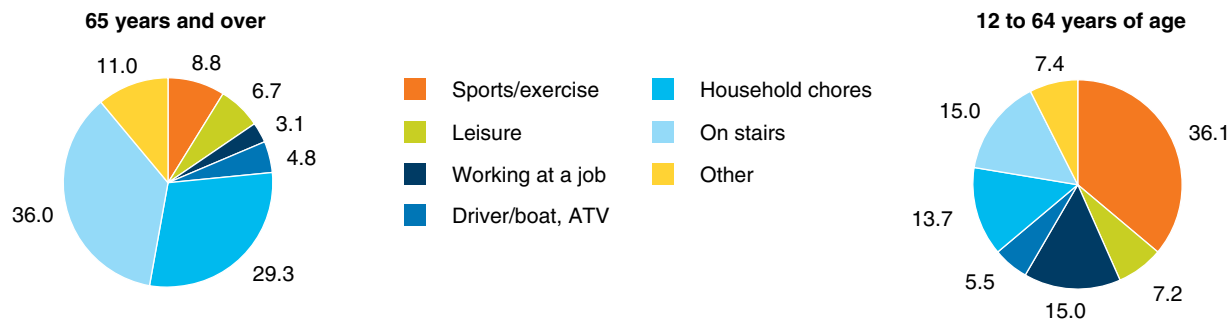 65 years and over
11.0
8.8
6.7
3.1
4.8
29.3
36.0
Sports/exercise
Leisure
Working at a job
Driver/boat, ATV
Household chores
On stairs
Other
12 to 64 years of age
7.4
36.1
7.2
15.0
5.5
13.7
15.0